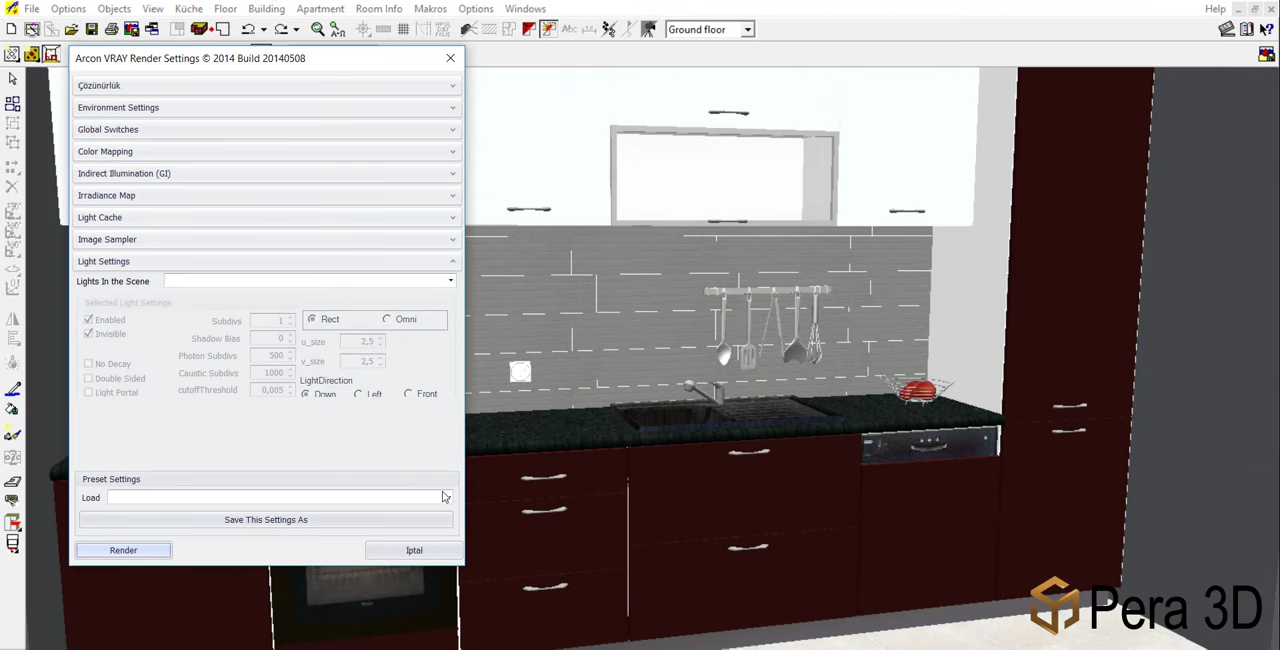 File Options Objects View Küche Floor Building Apartment Room Info Makros Options Windows Help
Abc
Ground floor
Arcon VRAY Render Settings © 2014 Build 20140508
Çözünürlük
Environment Settings
Global Switches
Color Mapping
Indirect Illumination (GI)
Irradiance Map
Light Cache
Image Sampler
Light Settings
Lights In the Scene
Selected Light Settings
Enabled
Invisible
No Decay
Double Sided
Light Portal
Subdivs 1
Shadow Bias 0
Photon Subdivs 500
Caustic Subdivs 1000
cutoffThreshold 0,005
Rect Omni
u_size 2,5
v_size 2,5
LightDirection
Down Left Front
Preset Settings
Load
Save This Settings As
Render Iptal
Pera 3D